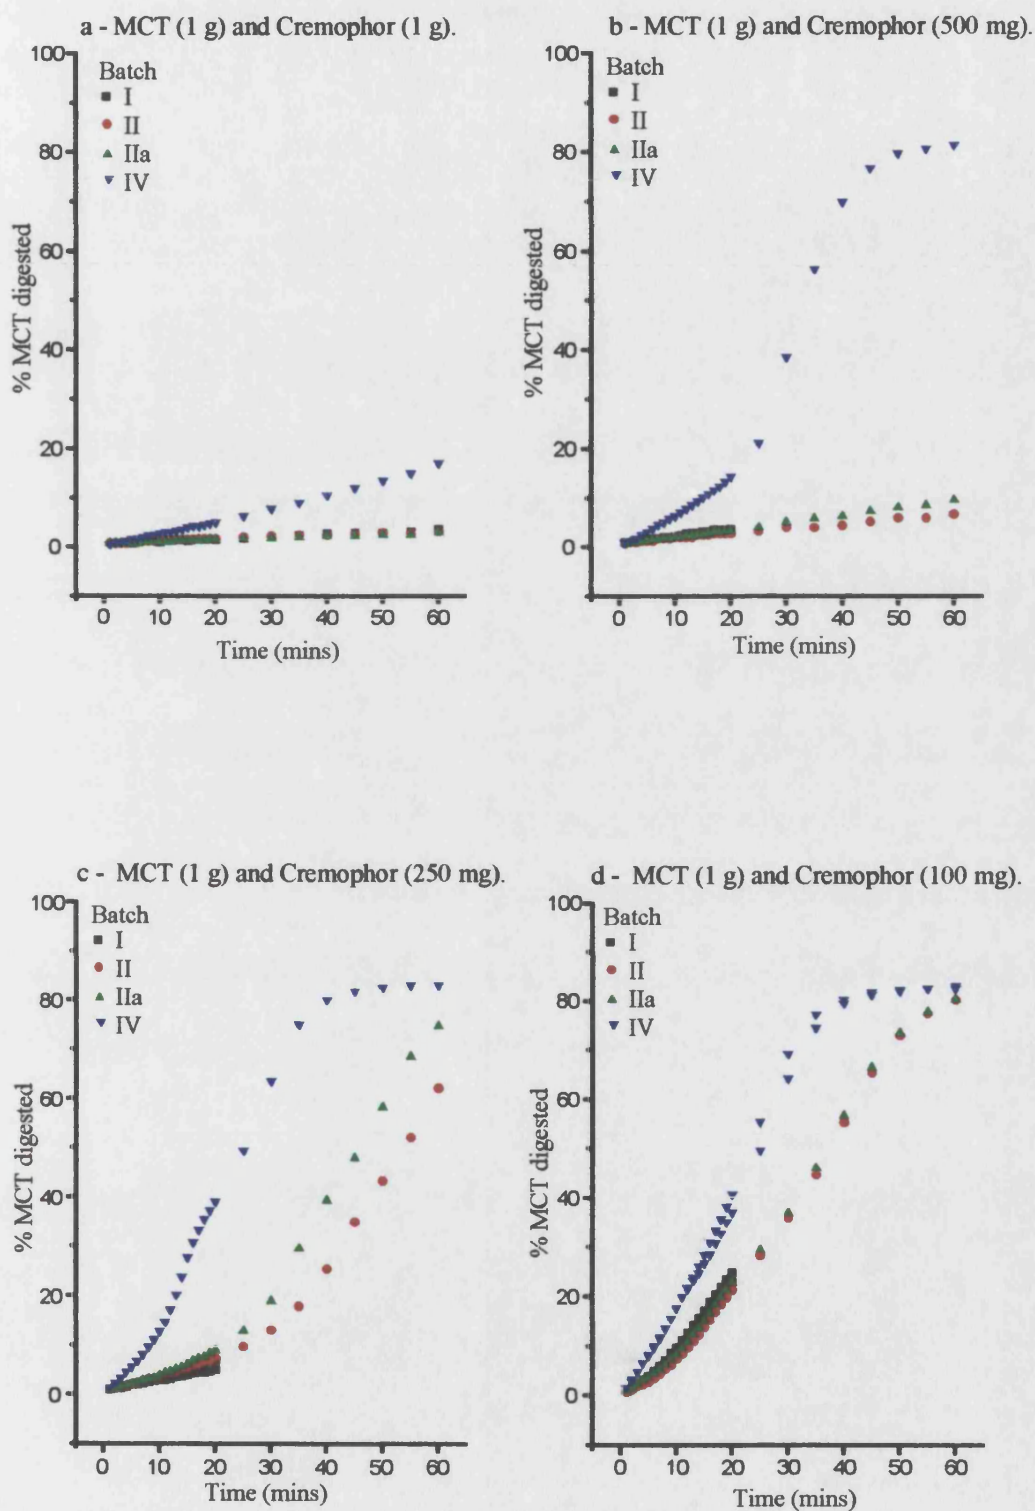 a - MCT (1 g) and Cremophor (1 g).
100
80
60
40
20
0
% MCT digested
Batch
I
II
IIa
IV
0 10 20 30 40 50 60
Time (mins)
b - MCT (1 g) and Cremophor (500 mg).
100
80
60
40
20
0
% MCT digested
Batch
I
II
IIa
IV
0 10 20 30 40 50 60
Time (mins)
c - MCT (1 g) and Cremophor (250 mg).
100
80
60
40
20
0
% MCT digested
Batch
I
II
IIa
IV
0 10 20 30 40 50 60
Time (mins)
d - MCT (1 g) and Cremophor (100 mg).
100
80
60
40
20
0
% MCT digested
Batch
I
II
IIa
IV
0 10 20 30 40 50 60
Time (mins)